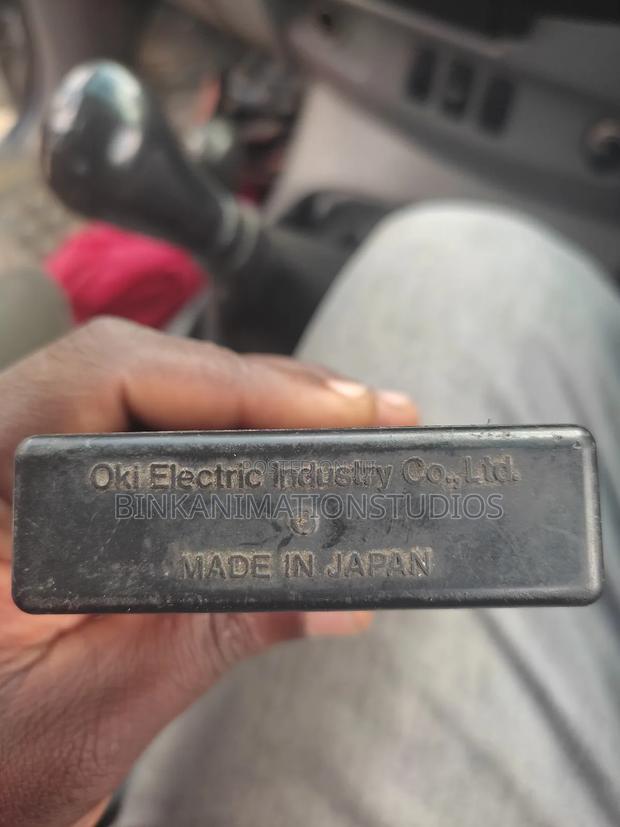 Oki Electric Industry Co., Ltd.
BINKANIMATIONSTUDIOS
MADE IN JAPAN